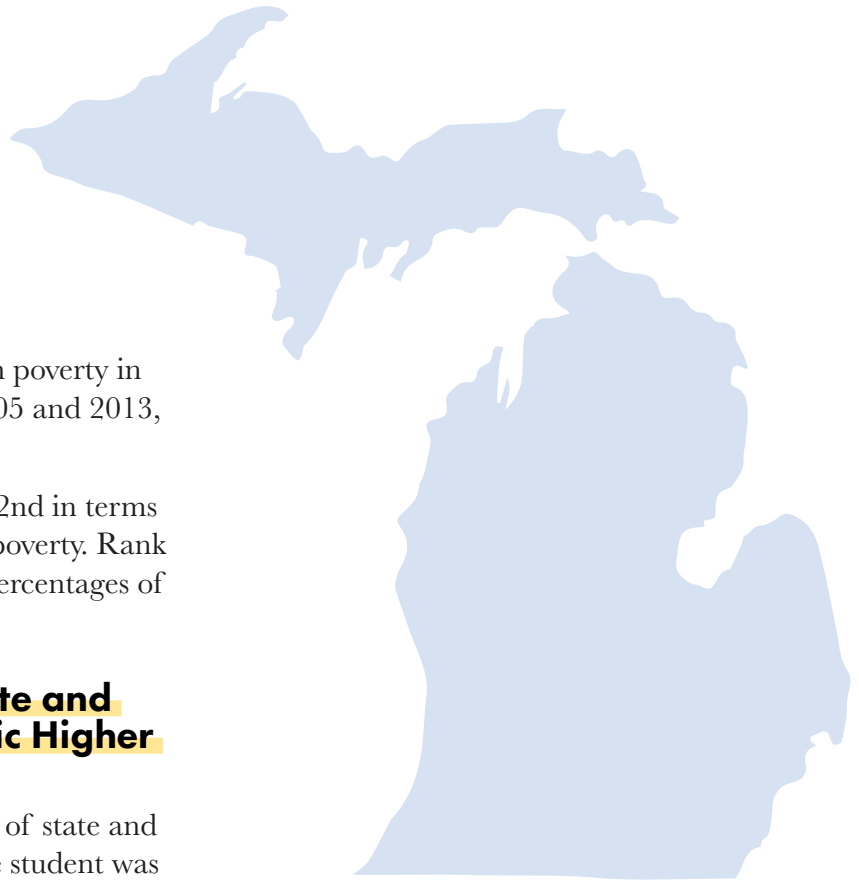 poverty in
05 and 2013,
2nd in terms
poverty. Rank
ercentages of
te and
ic Higher
of state and
student was